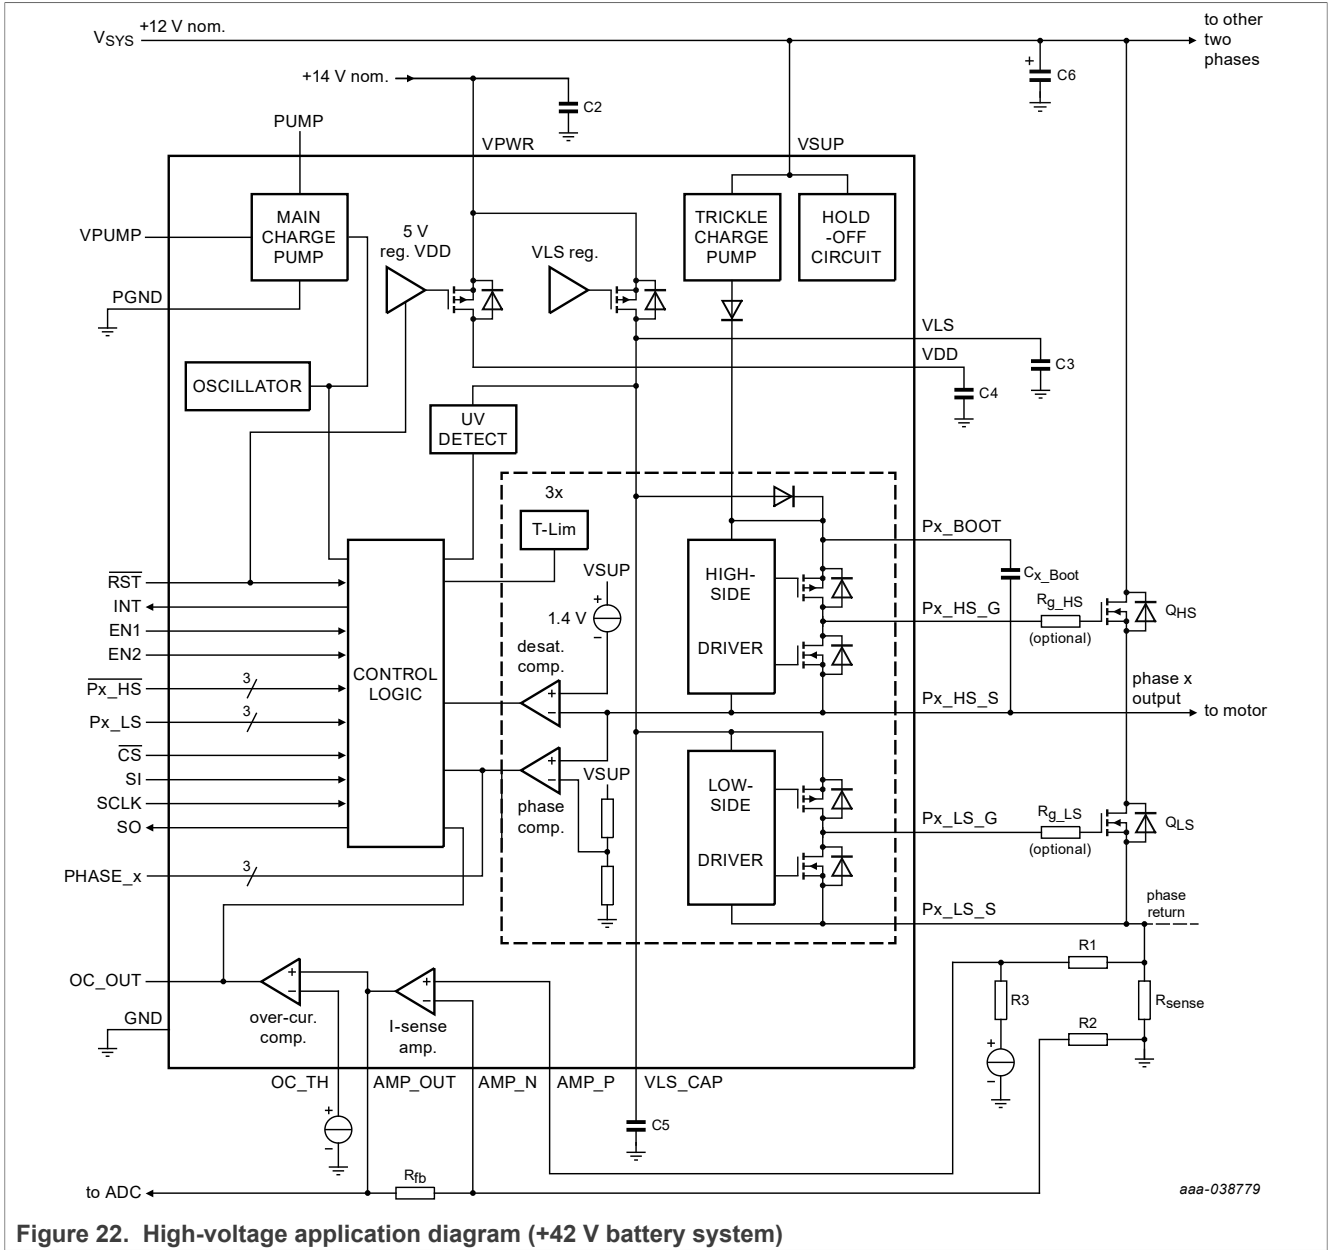 +12 V nom.
VSYS
to other
two
phases
+
C6
+14 V nom.
C2
PUMP
VPWR
VSUP
MAIN
CHARGE
PUMP
VPUMP
PGND
5 V
reg. VDD
VLS reg.
TRICKLE
CHARGE
PUMP
HOLD
-OFF
CIRCUIT
VLS
VDD
C3
C4
OSCILLATOR
UV
DETECT
3x
T-Lim
VSUP
+
1.4 V
−
desat.
comp.
+
−
HIGH-
SIDE
DRIVER
Px_BOOT
Cx_Boot
Px_HS_G
Rg_HS
(optional)
QHS
Px_HS_S
phase x
output
to motor
RST
INT
EN1
EN2
Px_HS
3
Px_LS
3
CS
SI
SCLK
SO
PHASE_x
3
CONTROL
LOGIC
+
−
VSUP
phase
comp.
LOW-
SIDE
DRIVER
Px_LS_G
Rg_LS
(optional)
QLS
Px_LS_S
phase
return
OC_OUT
GND
+
−
over-cur.
comp.
+
−
I-sense
amp.
R1
R3
Rsense
R2
+
−
OC_TH
AMP_OUT
AMP_N
AMP_P
VLS_CAP
+
−
C5
Rfb
to ADC
aaa-038779
Figure 22. High-voltage application diagram (+42 V battery system)